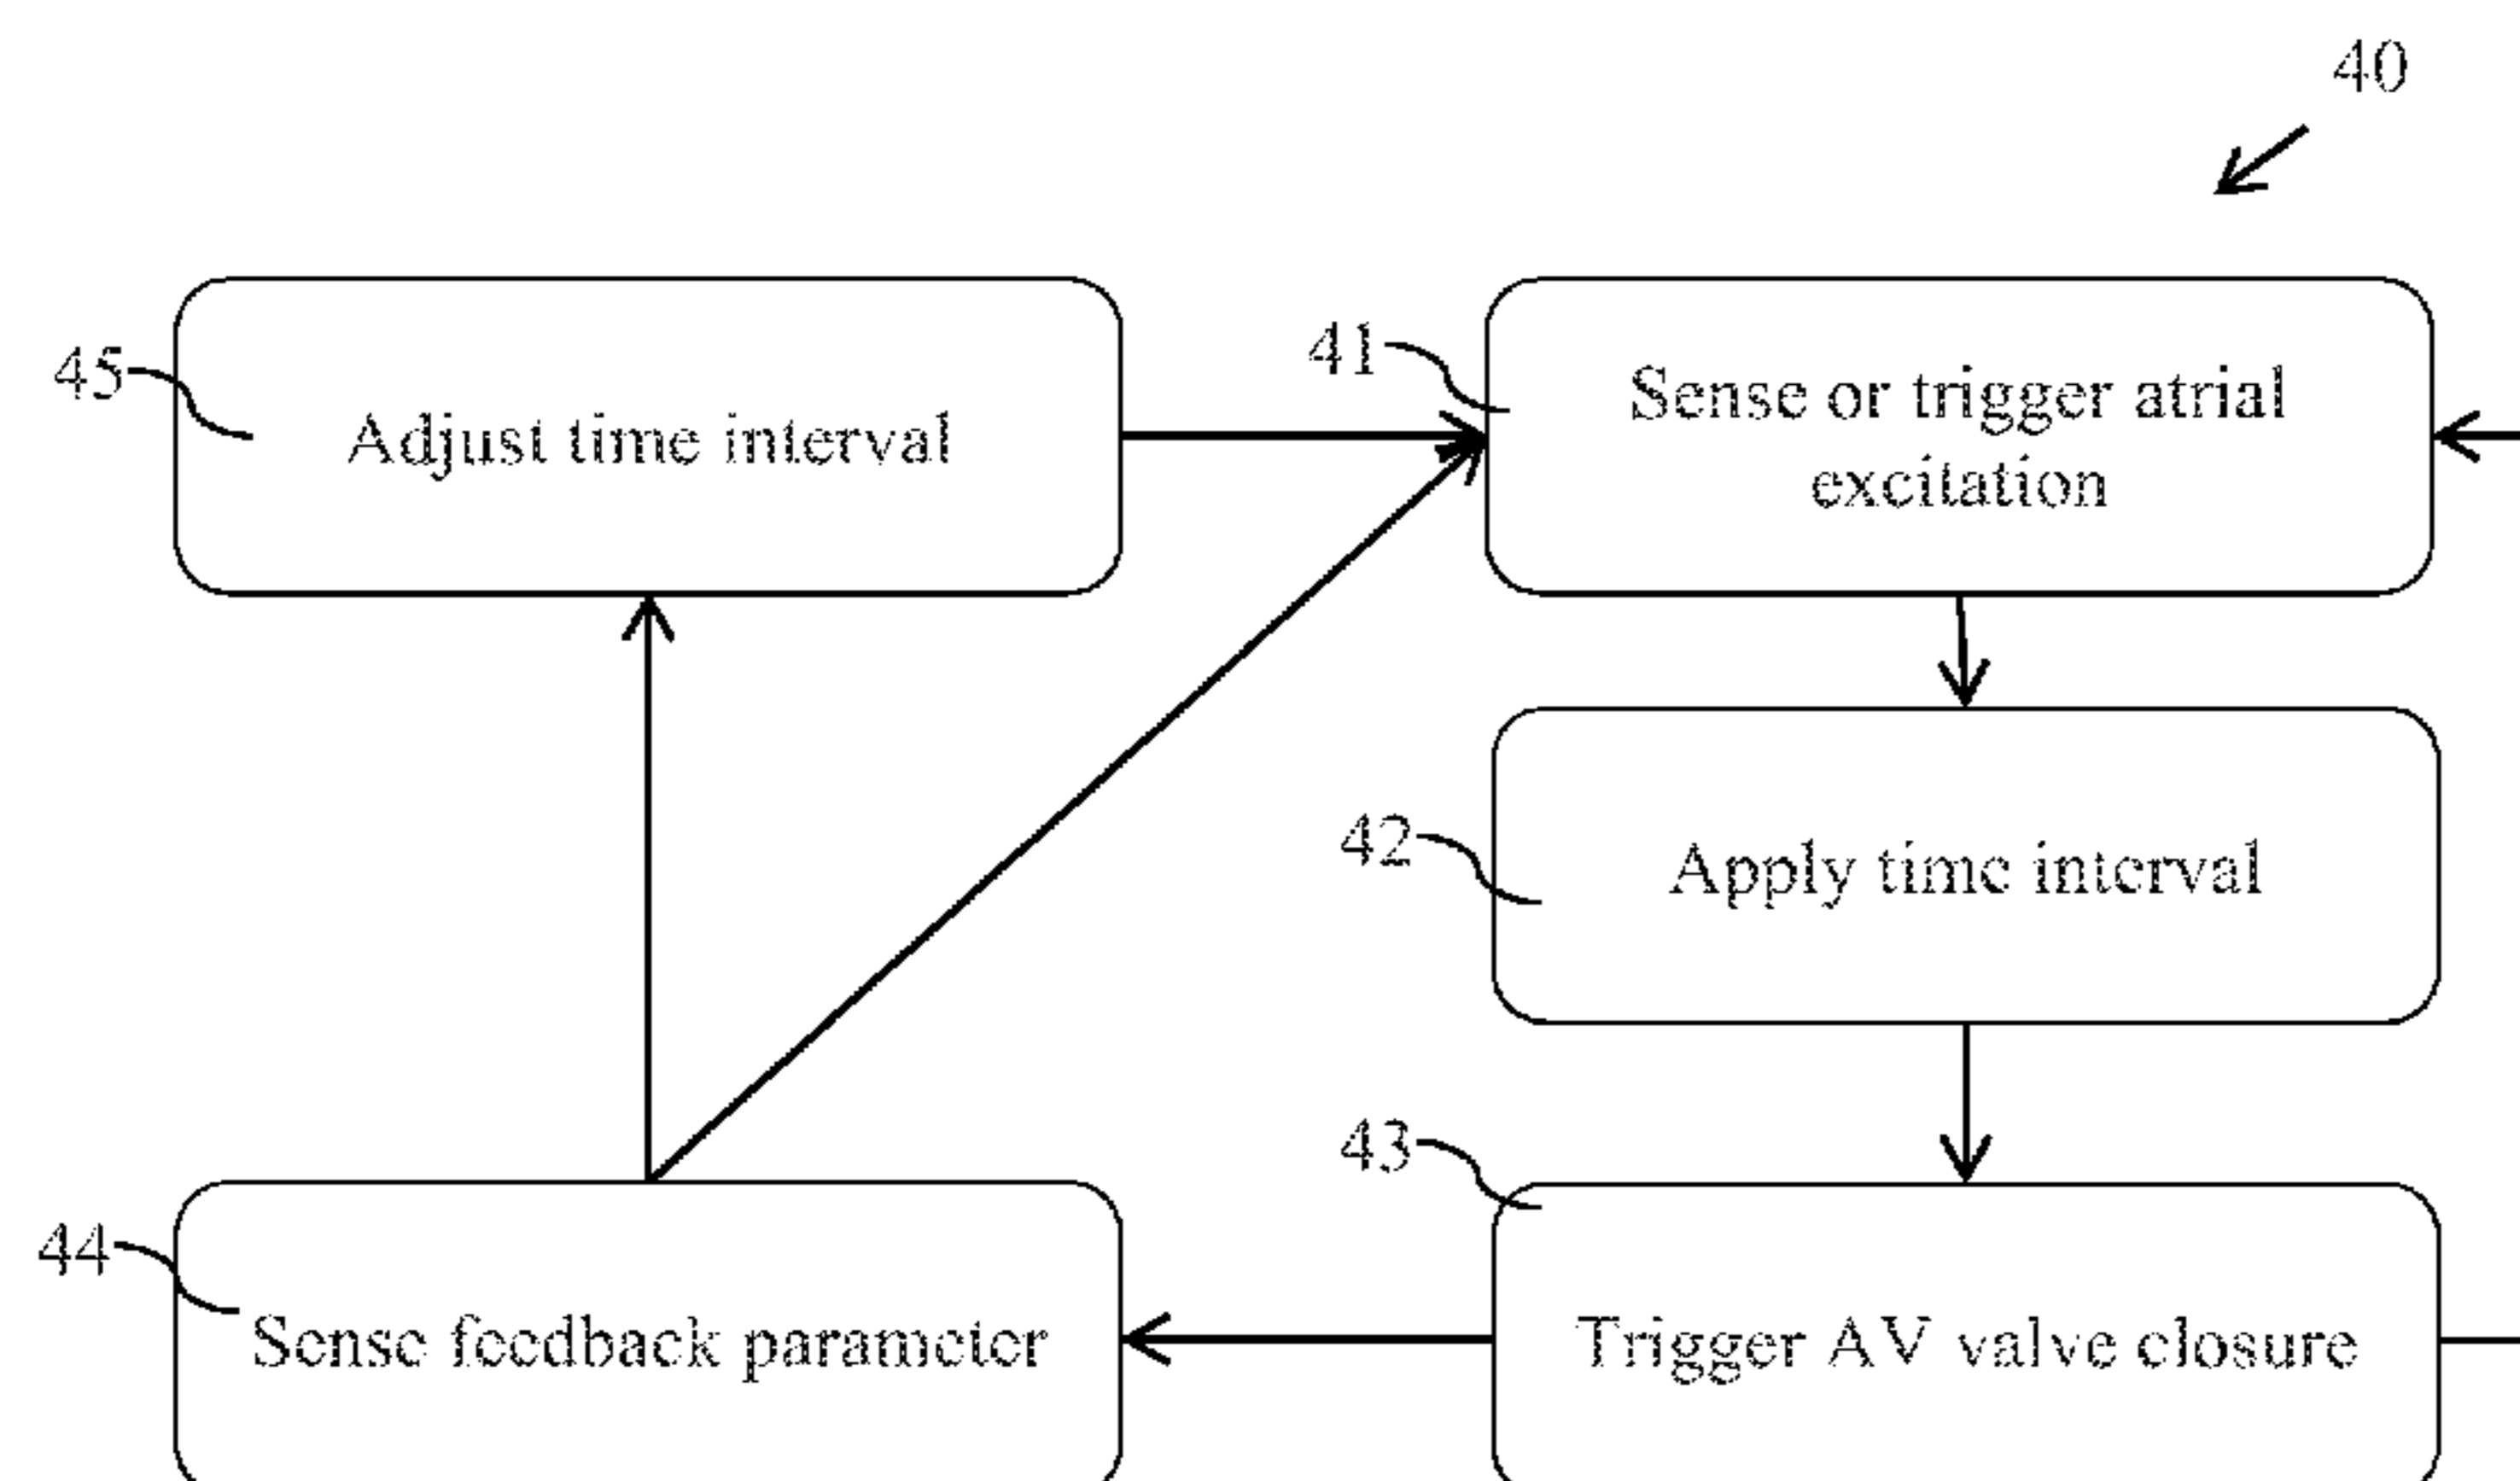 40
45
Adjust time interval
41
Sense or trigger atrial
excitation
42
Apply time interval
43
Trigger AV valve closure
44
Sense feedback parameter